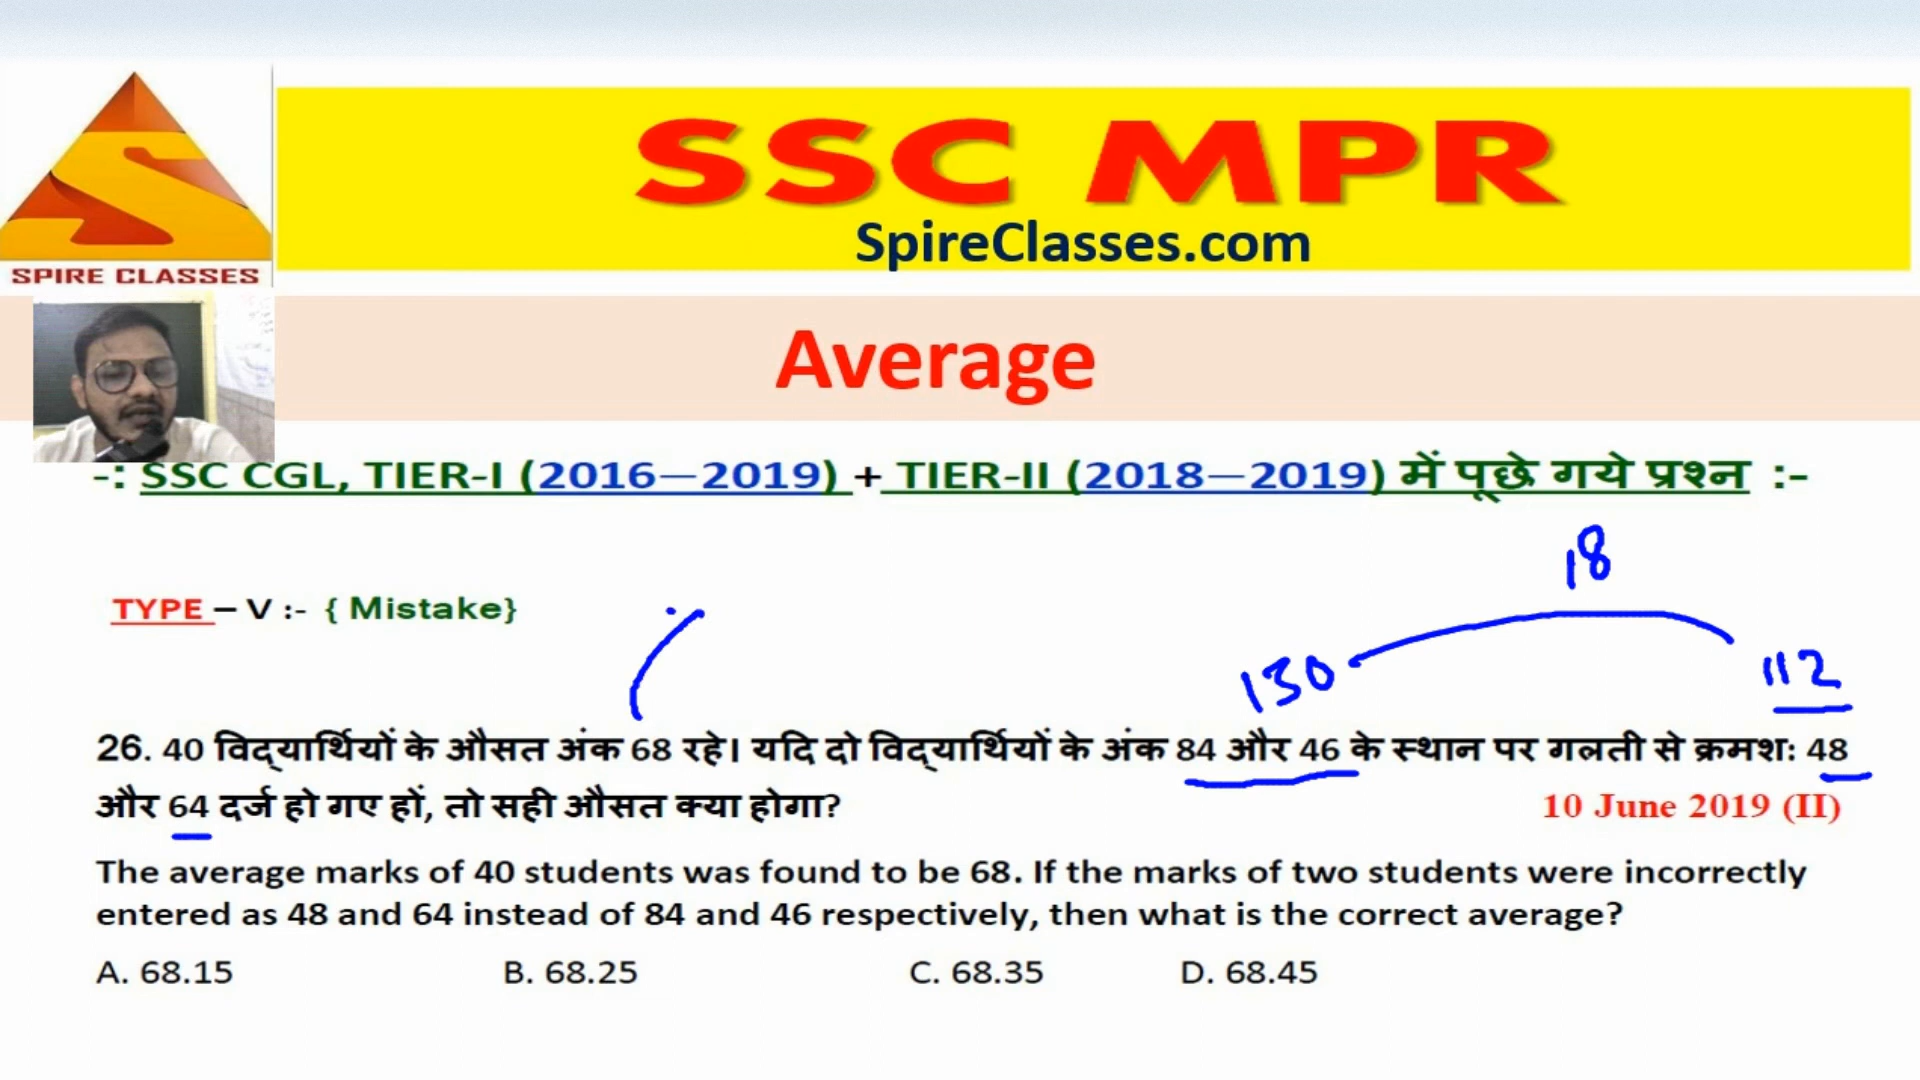 SSC MPR
SpireClasses.com
SPIRE CLASSES
Average
-: SSC CGL, TIER-I (2016—2019) + TIER-II (2018—2019) में पूछे गये प्रश्न :-
18
TYPE – V :- { Mistake}
130
112
26. 40 विद्यार्थियों के औसत अंक 68 रहे। यदि दो विद्यार्थियों के अंक 84 और 46 के स्थान पर गलती से क्रमश: 48
और 64 दर्ज हो गए हों, तो सही औसत क्या होगा?
10 June 2019 (II)
The average marks of 40 students was found to be 68. If the marks of two students were incorrectly
entered as 48 and 64 instead of 84 and 46 respectively, then what is the correct average?
A. 68.15 B. 68.25 C. 68.35 D. 68.45